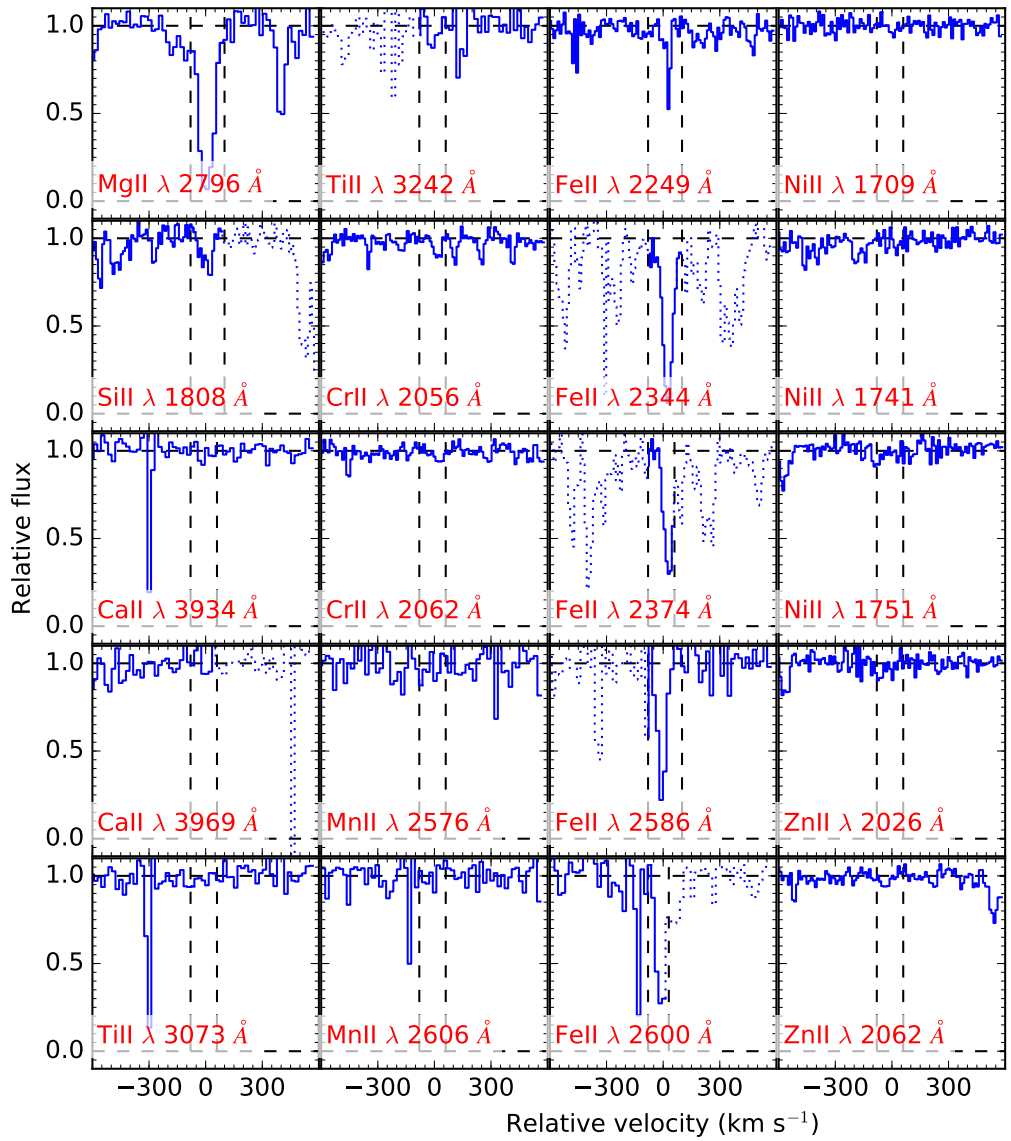 1.0
0.5
0.0
MgII λ 2796 Å
TiII λ 3242 Å
FeII λ 2249 Å
NiII λ 1709 Å
1.0
0.5
0.0
SiII λ 1808 Å
CrII λ 2056 Å
FeII λ 2344 Å
NiII λ 1741 Å
Relative flux
1.0
0.5
0.0
CaII λ 3934 Å
CrII λ 2062 Å
FeII λ 2374 Å
NiII λ 1751 Å
1.0
0.5
0.0
CaII λ 3969 Å
MnII λ 2576 Å
FeII λ 2586 Å
ZnII λ 2026 Å
1.0
0.5
0.0
TiII λ 3073 Å
MnII λ 2606 Å
FeII λ 2600 Å
ZnII λ 2062 Å
−300 0 300 −300 0 300 −300 0 300 −300 0 300
Relative velocity (km s⁻¹)